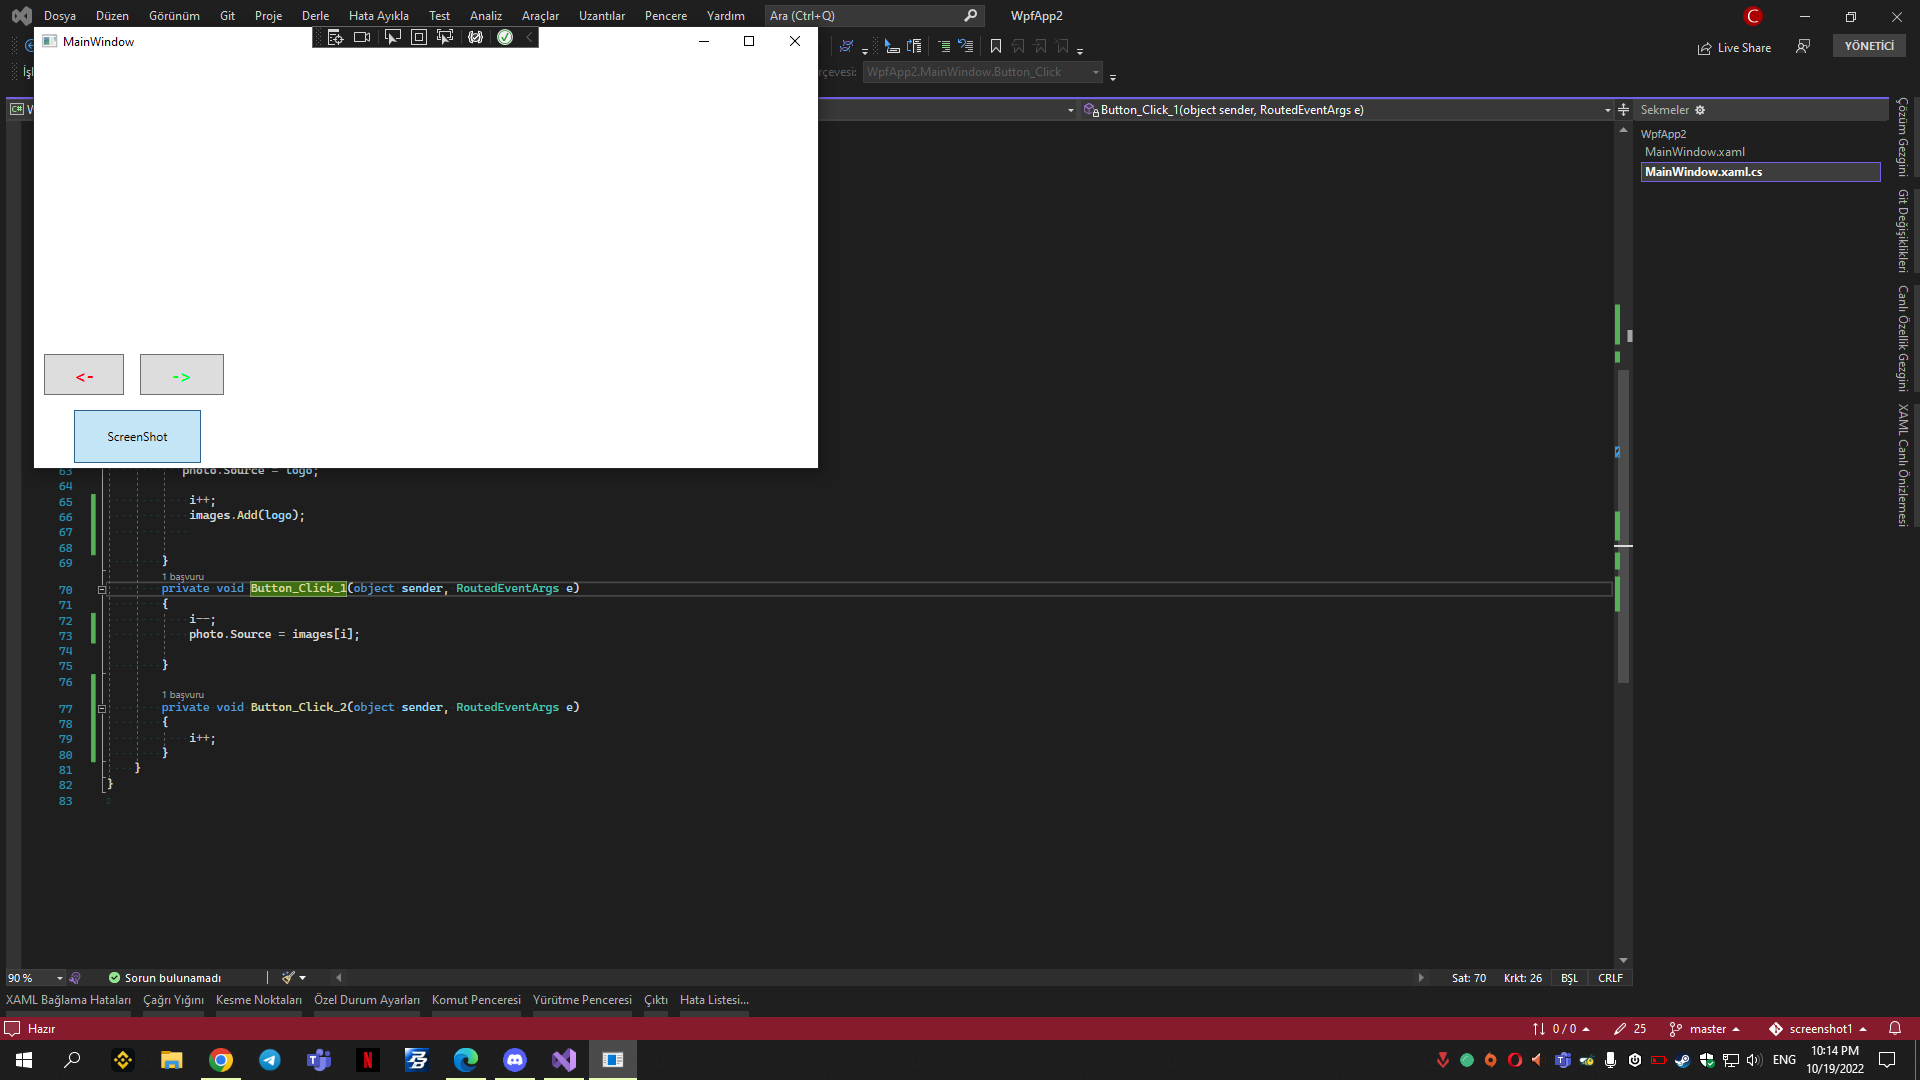 Dosya Düzen Görünüm Git Proje Derle Hata Ayıkla Test Analiz Araçlar Uzantılar Pencere Yardım Ara (Ctrl+Q) WpfApp2 C
MainWindow
Live Share YÖNETİCİ
WpfApp2.MainWindow.Button_Click
C# Button_Click_1(object sender, RoutedEventArgs e) Sekmeler
WpfApp2
MainWindow.xaml
MainWindow.xaml.cs
Çözüm Gezgini
Git Değişiklikleri
Canlı Özellik Gezgini
XAML Canlı Önizlemesi
<- ->
ScreenShot
63 photo.Source = logo;
64
65 i++;
66 images.Add(logo);
67
68
69 }
1 başvuru
70 private void Button_Click_1(object sender, RoutedEventArgs e)
71 {
72 i--;
73 photo.Source = images[i];
74
75 }
76
1 başvuru
77 private void Button_Click_2(object sender, RoutedEventArgs e)
78 {
79 i++;
80 }
81 }
82 }
83
90 % Sorun bulunamadı Sat: 70 Krkt: 26 BŞL CRLF
XAML Bağlama Hataları Çağrı Yığını Kesme Noktaları Özel Durum Ayarları Komut Penceresi Yürütme Penceresi Çıktı Hata Listesi...
Hazır 0 / 0 25 master screenshot1
ENG 10:14 PM
10/19/2022